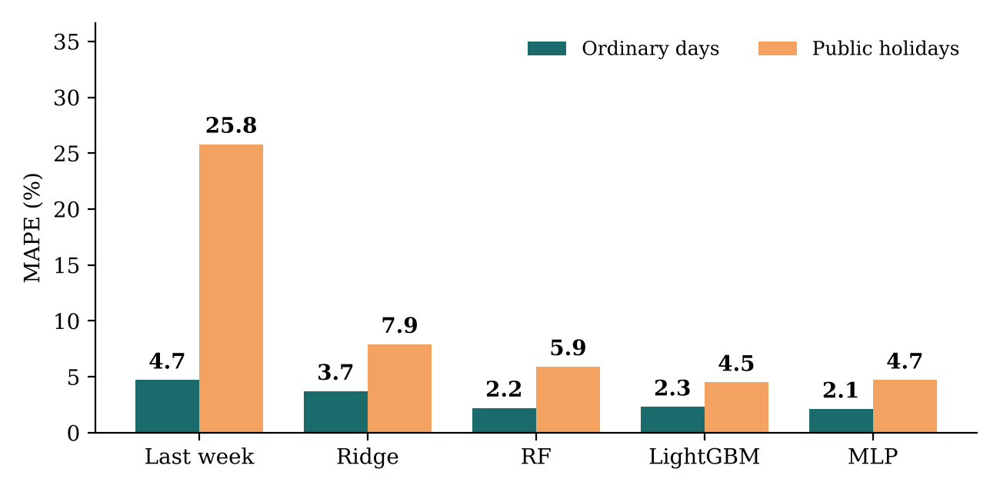 Ordinary days
Public holidays
MAPE (%)
35
30
25
20
15
10
5
0
4.7
25.8
3.7
7.9
2.2
5.9
2.3
4.5
2.1
4.7
Last week
Ridge
RF
LightGBM
MLP